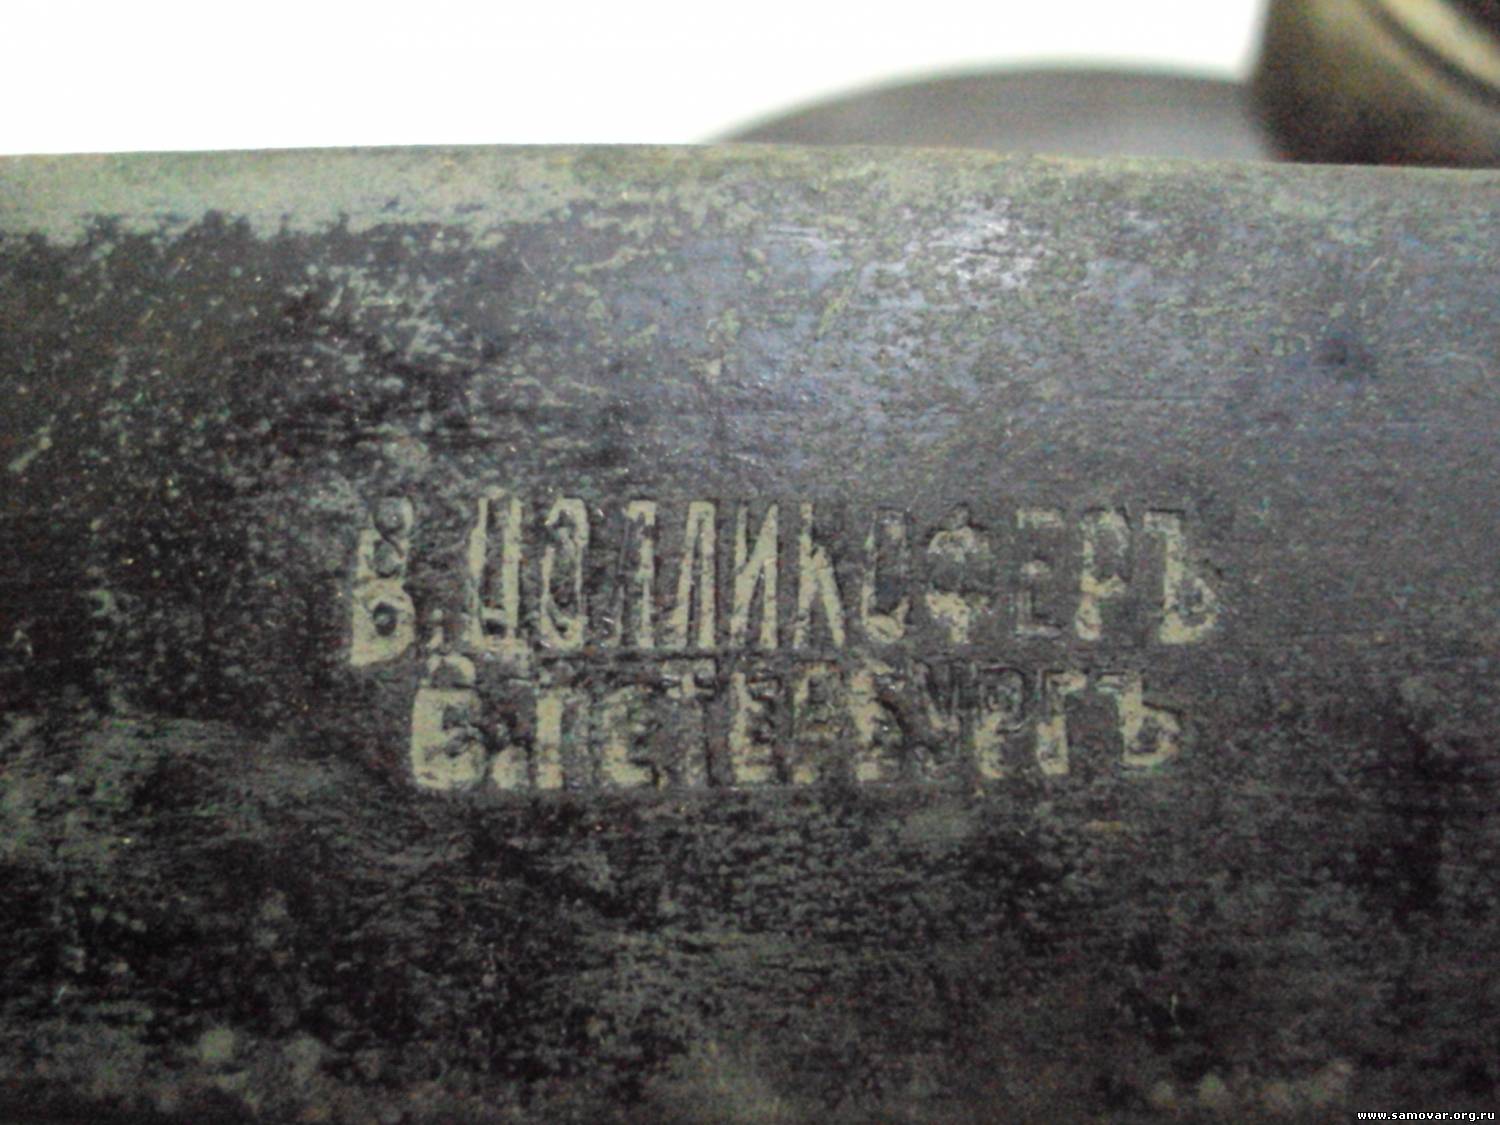 В. ЦОЛЛИКОФЕРЪ
С. ПЕТЕРБУРГЪ
www.samovar.org.ru